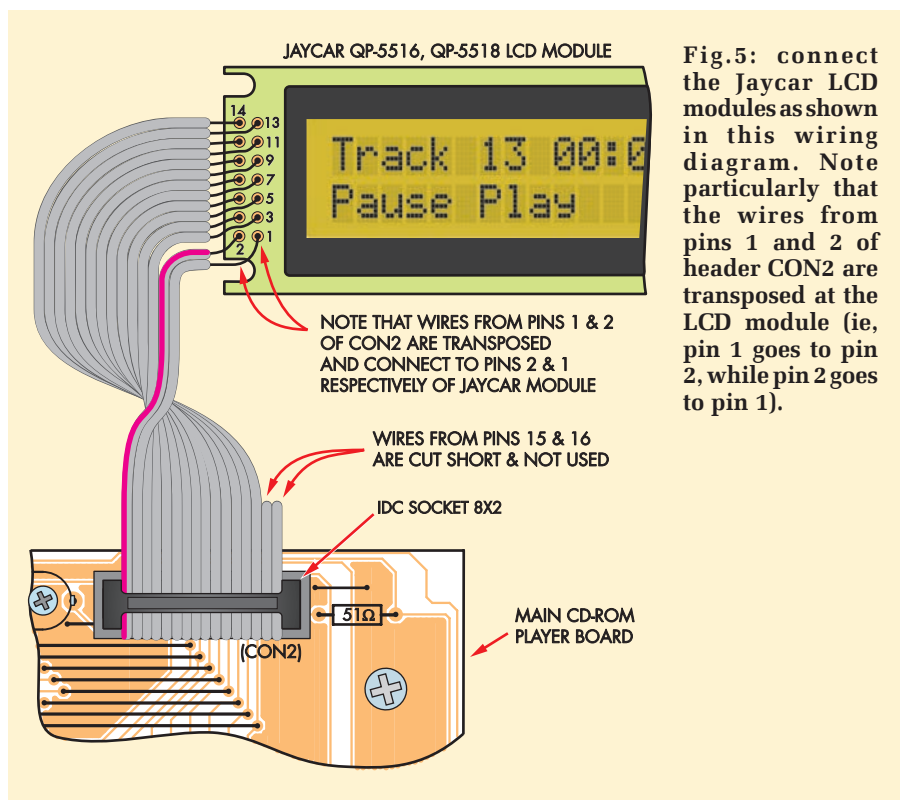 JAYCAR QP-5516, QP-5518 LCD MODULE
14
13
11
9
7
5
3
2
1
Track 13 00:0
Pause Play
NOTE THAT WIRES FROM PINS 1 & 2
OF CON2 ARE TRANSPOSED
AND CONNECT TO PINS 2 & 1
RESPECTIVELY OF JAYCAR MODULE
WIRES FROM PINS 15 & 16
ARE CUT SHORT & NOT USED
IDC SOCKET 8X2
51Ω
(CON2)
MAIN CD-ROM
PLAYER BOARD
Fig.5: connect
the Jaycar LCD
modules as shown
in this wiring
diagram. Note
particularly that
the wires from
pins 1 and 2 of
header CON2 are
transposed at the
LCD module (ie,
pin 1 goes to pin
2, while pin 2 goes
to pin 1).